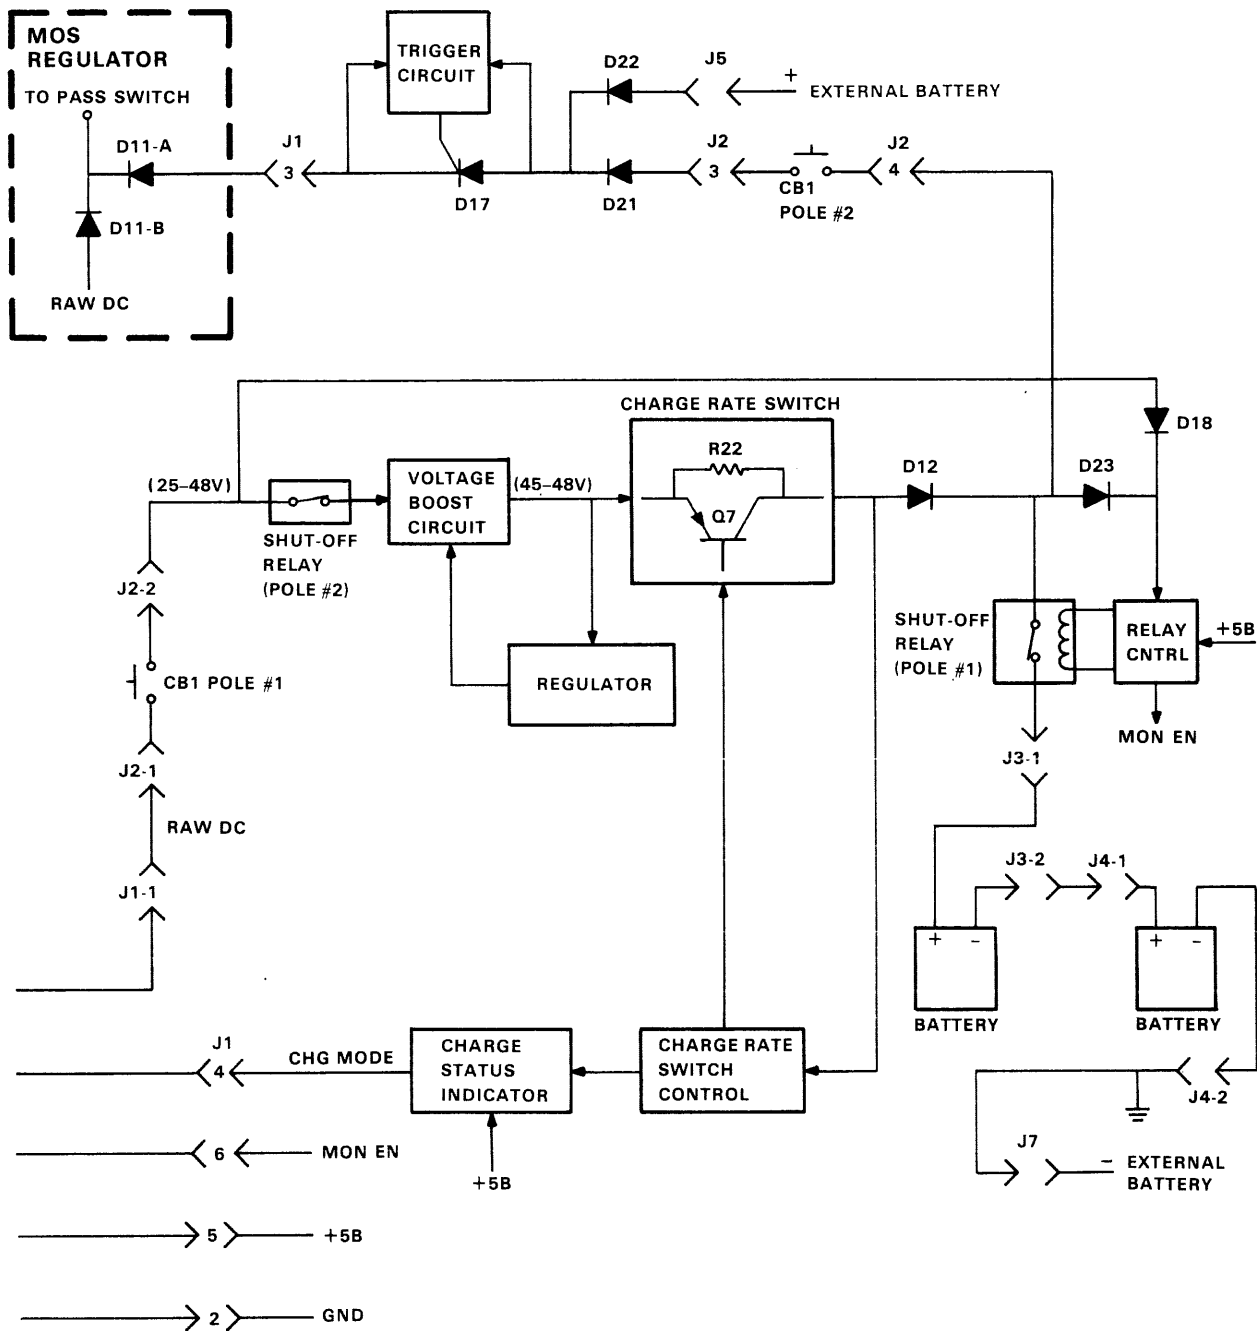 MOS
REGULATOR
TO PASS SWITCH
D11-A
D11-B
RAW DC
J1
3
TRIGGER
CIRCUIT
D17
D22
J5
+
EXTERNAL BATTERY
D21
J2
3
CB1
POLE #2
J2
4
CHARGE RATE SWITCH
R22
Q7
D18
D12
D23
(25-48V)
VOLTAGE
BOOST
CIRCUIT
(45-48V)
SHUT-OFF
RELAY
(POLE #2)
J2-2
CB1 POLE #1
J2-1
RAW DC
J1-1
REGULATOR
SHUT-OFF
RELAY
(POLE #1)
RELAY
CNTRL
+5B
MON EN
J3-1
J3-2
J4-1
+ -
BATTERY
+ -
BATTERY
J4-2
J7
- EXTERNAL
BATTERY
J1
4
CHG MODE
CHARGE
STATUS
INDICATOR
+5B
CHARGE RATE
SWITCH
CONTROL
6
MON EN
5
+5B
2
GND